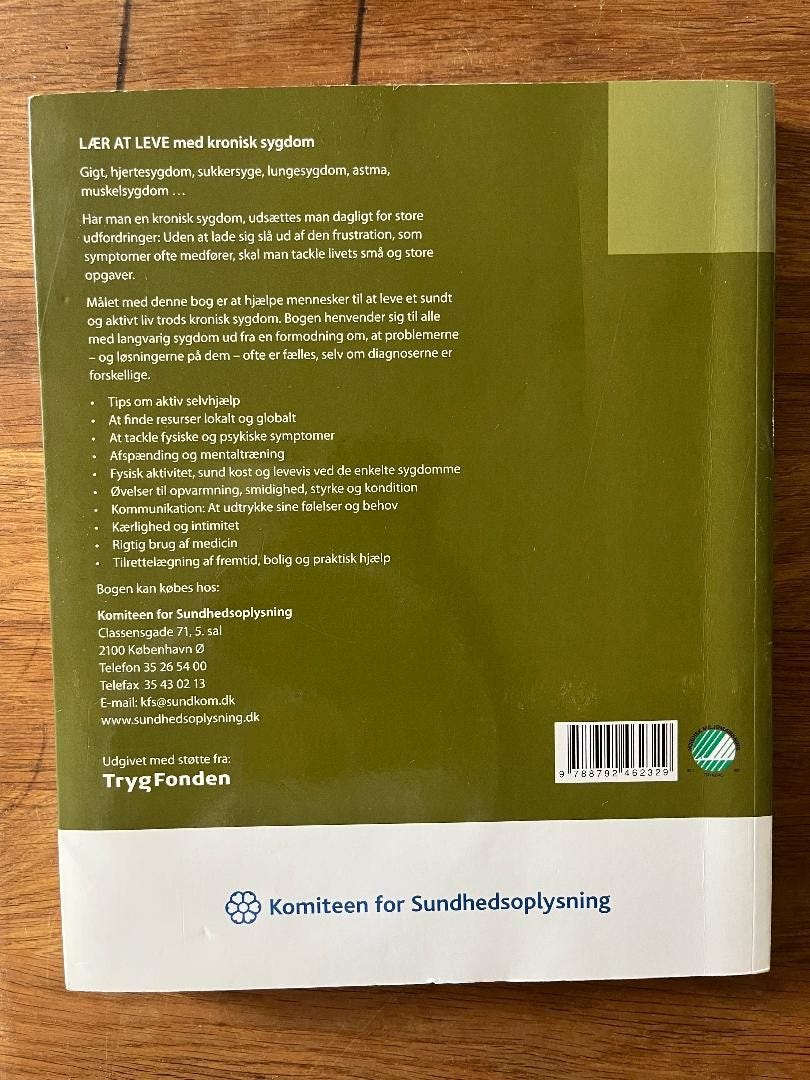 LÆR AT LEVE med kronisk sygdom
Gigt, hjertesygdom, sukkersyge, lungesygdom, astma,
muskelsygdom ...
Har man en kronisk sygdom, udsættes man dagligt for store
udfordringer: Uden at lade sig slå ud af den frustration, som
symptomer ofte medfører, skal man tackle livets små og store
opgaver.
Målet med denne bog er at hjælpe mennesker til at leve et sundt
og aktivt liv trods kronisk sygdom. Bogen henvender sig til alle
med langvarig sygdom ud fra en formodning om, at problemerne
– og løsningerne på dem – ofte er fælles, selv om diagnoserne er
forskellige.
• Tips om aktiv selvhjælp
• At finde resurser lokalt og globalt
• At tackle fysiske og psykiske symptomer
• Afspænding og mentaltræning
• Fysisk aktivitet, sund kost og levevis ved de enkelte sygdomme
• Øvelser til opvarmning, smidighed, styrke og kondition
• Kommunikation: At udtrykke sine følelser og behov
• Kærlighed og intimitet
• Rigtig brug af medicin
• Tilrettelægning af fremtid, bolig og praktisk hjælp
Bogen kan købes hos:
Komiteen for Sundhedsoplysning
Classensgade 71, 5. sal
2100 København Ø
Telefon 35 26 54 00
Telefax 35 43 02 13
E-mail: kfs@sundkom.dk
www.sundhedsoplysning.dk
Udgivet med støtte fra:
TrygFonden
9 788792 462329
Komiteen for Sundhedsoplysning